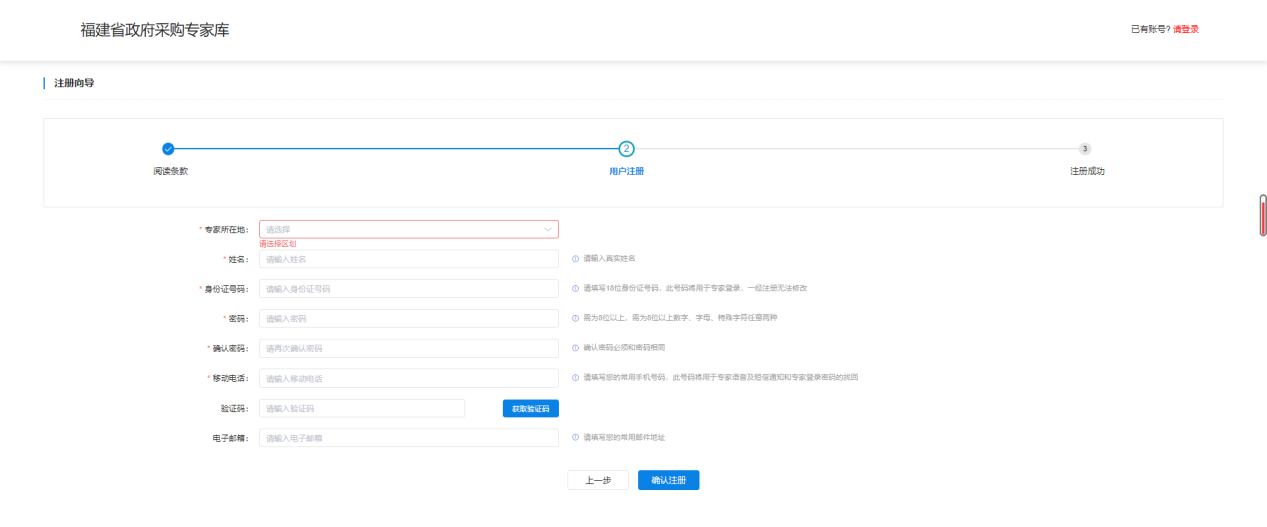 福建省政府采购专家库
已有账号? 请登录
注册向导
2
3
阅读条款
用户注册
注册成功
* 专家所在地: 请选择
请选择区划
* 姓名: 请输入姓名 请输入真实姓名
* 身份证号码: 请输入身份证号码 请填写18位身份证号码，此号码将用于专家登录，一经注册无法修改
* 密码: 请输入密码 需为8位以上，需为8位以上数字、字母、特殊字符任意两种
* 确认密码: 请再次确认密码 确认密码必须和密码相同
* 移动电话: 请输入移动电话 请填写您的常用手机号码，此号码将用于专家语音及短信通知和专家登录密码的找回
验证码: 请输入验证码 获取验证码
电子邮箱: 请输入电子邮箱 请填写您的常用邮件地址
上一步 确认注册